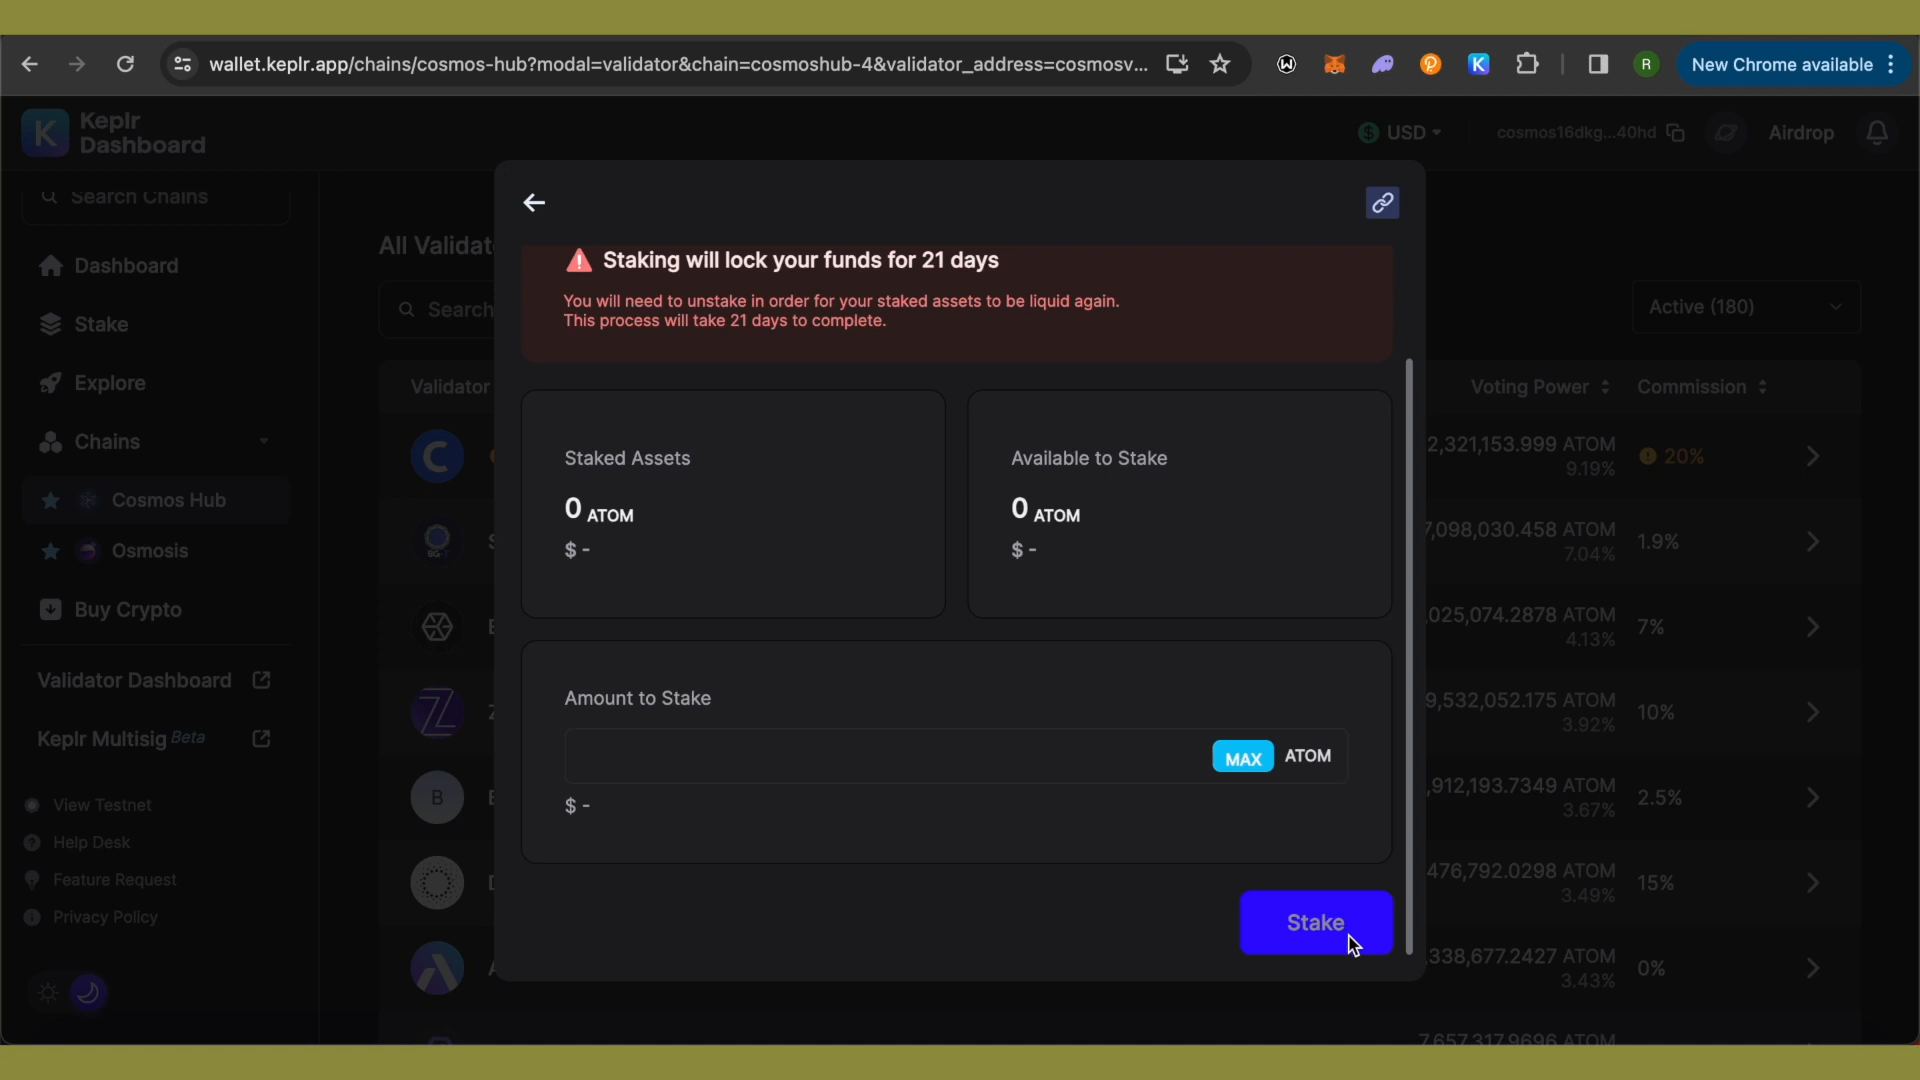 wallet.keplr.app/chains/cosmos-hub?modal=validator&chain=cosmoshub-4&validator_address=cosmosv...
R
New Chrome available
K
Keplr
Dashboard
USD
cosmos16dkg...40hd
Airdrop
Search Chains
Dashboard
Stake
Explore
Chains
Cosmos Hub
Osmosis
Buy Crypto
Validator Dashboard
Keplr Multisig Beta
View Testnet
Help Desk
Feature Request
Privacy Policy
All Validat
Search
Active (180)
Validator
Voting Power
Commission
Staking will lock your funds for 21 days
You will need to unstake in order for your staked assets to be liquid again.
This process will take 21 days to complete.
Staked Assets
0 ATOM
$ -
Available to Stake
0 ATOM
$ -
Amount to Stake
MAX ATOM
$ -
Stake
2,321,153.999 ATOM
9.19%
20%
7,098,030.458 ATOM
7.04%
1.9%
025,074.2878 ATOM
4.13%
7%
9,532,052.175 ATOM
3.92%
10%
B
,912,193.7349 ATOM
3.67%
2.5%
476,792.0298 ATOM
3.49%
15%
338,677.2427 ATOM
3.43%
0%
7,657,317.9696 ATOM